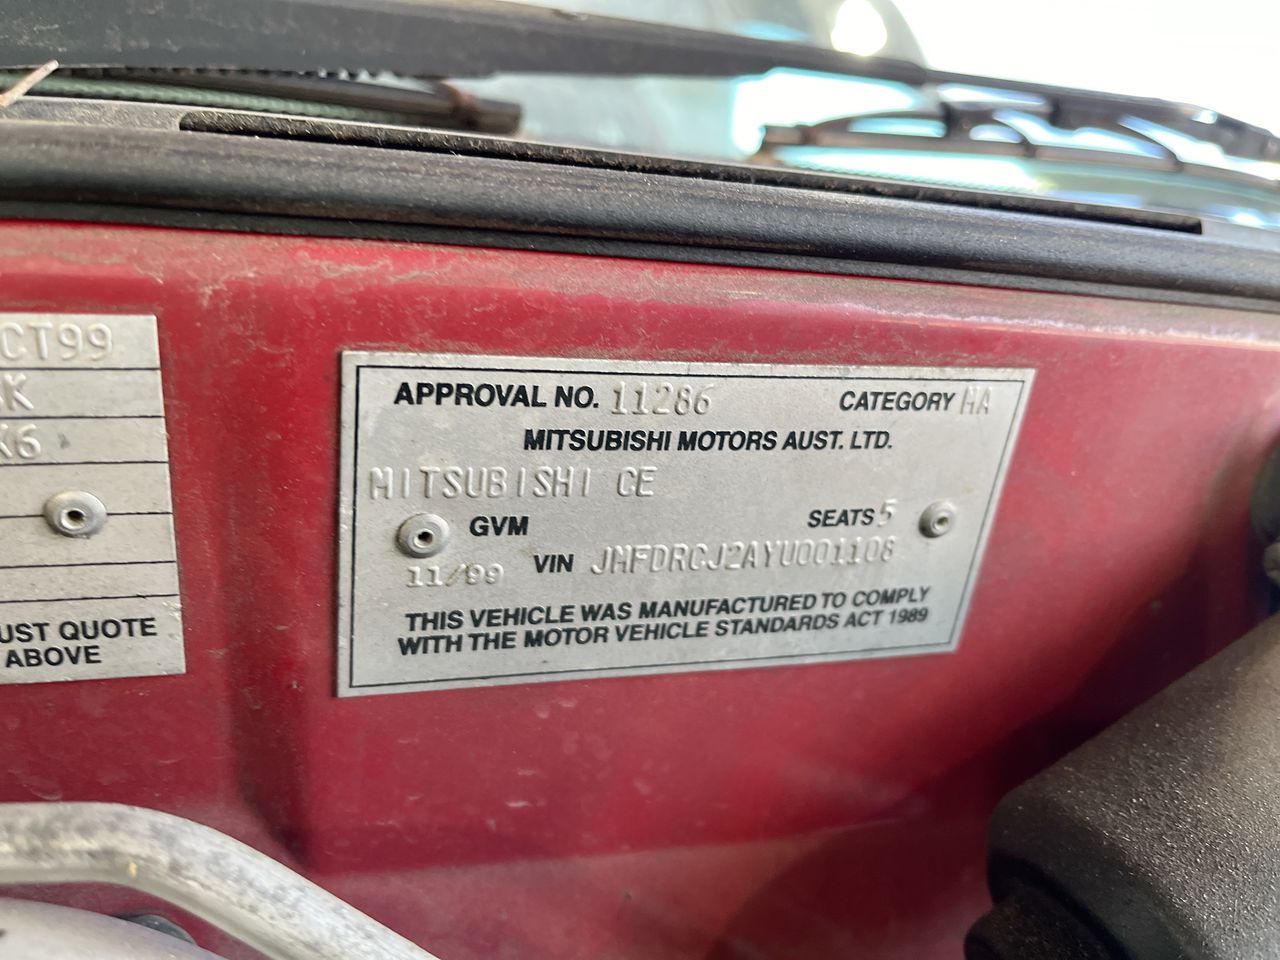 CT99
K
K6
UST QUOTE
ABOVE
APPROVAL NO. 11286 CATEGORY MA
MITSUBISHI MOTORS AUST. LTD.
MITSUBISHI CE
GVM SEATS 5
11/99 VIN JMFDRCJ2AYU001108
THIS VEHICLE WAS MANUFACTURED TO COMPLY
WITH THE MOTOR VEHICLE STANDARDS ACT 1989